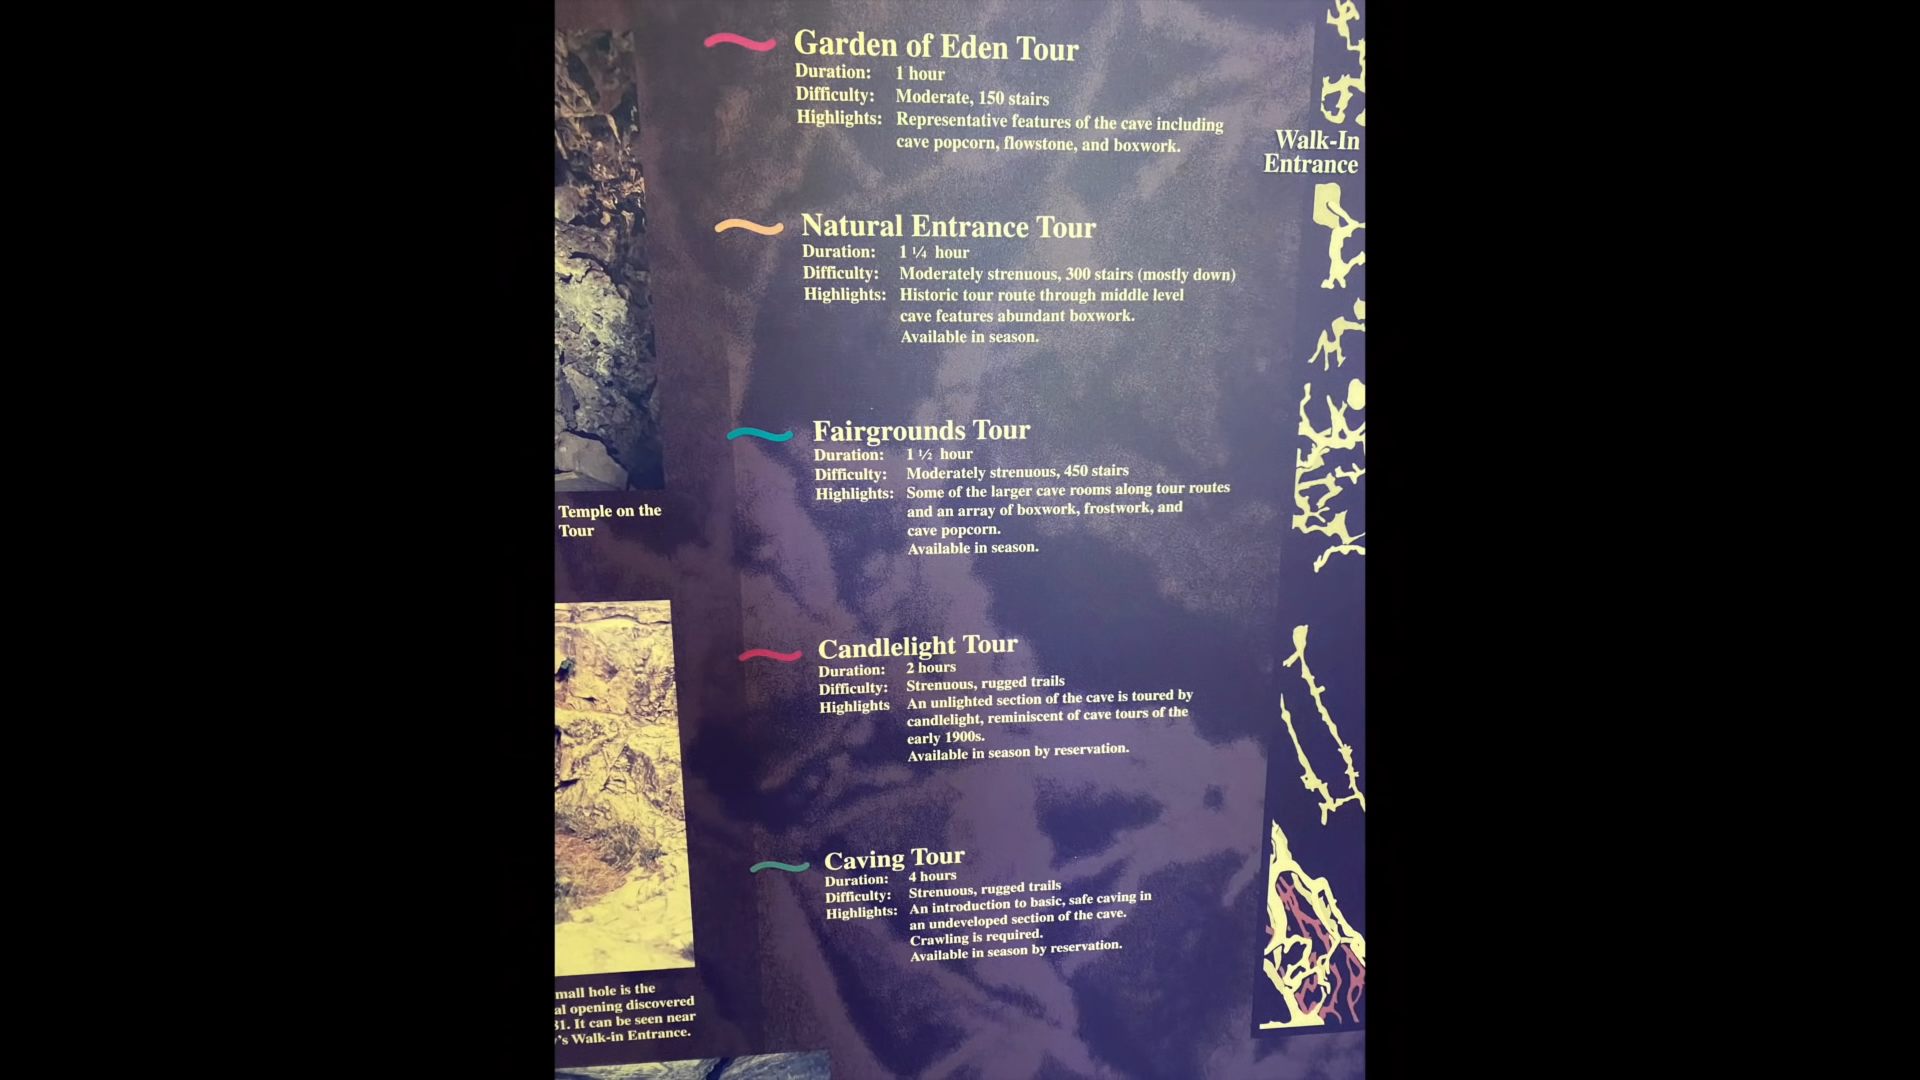 Garden of Eden Tour
Duration: 1 hour
Difficulty: Moderate, 150 stairs
Highlights: Representative features of the cave including
cave popcorn, flowstone, and boxwork.
Walk-In
Entrance
Natural Entrance Tour
Duration: 1 ¼ hour
Difficulty: Moderately strenuous, 300 stairs (mostly down)
Highlights: Historic tour route through middle level
cave features abundant boxwork.
Available in season.
Fairgrounds Tour
Duration: 1 ½ hour
Difficulty: Moderately strenuous, 450 stairs
Highlights: Some of the larger cave rooms along tour routes
and an array of boxwork, frostwork, and
cave popcorn.
Available in season.
Temple on the
Tour
Candlelight Tour
Duration: 2 hours
Difficulty: Strenuous, rugged trails
Highlights An unlighted section of the cave is toured by
candlelight, reminiscent of cave tours of the
early 1900s.
Available in season by reservation.
Caving Tour
Duration: 4 hours
Difficulty: Strenuous, rugged trails
Highlights: An introduction to basic, safe caving in
an undeveloped section of the cave.
Crawling is required.
Available in season by reservation.
mall hole is the
al opening discovered
31. It can be seen near
's Walk-in Entrance.